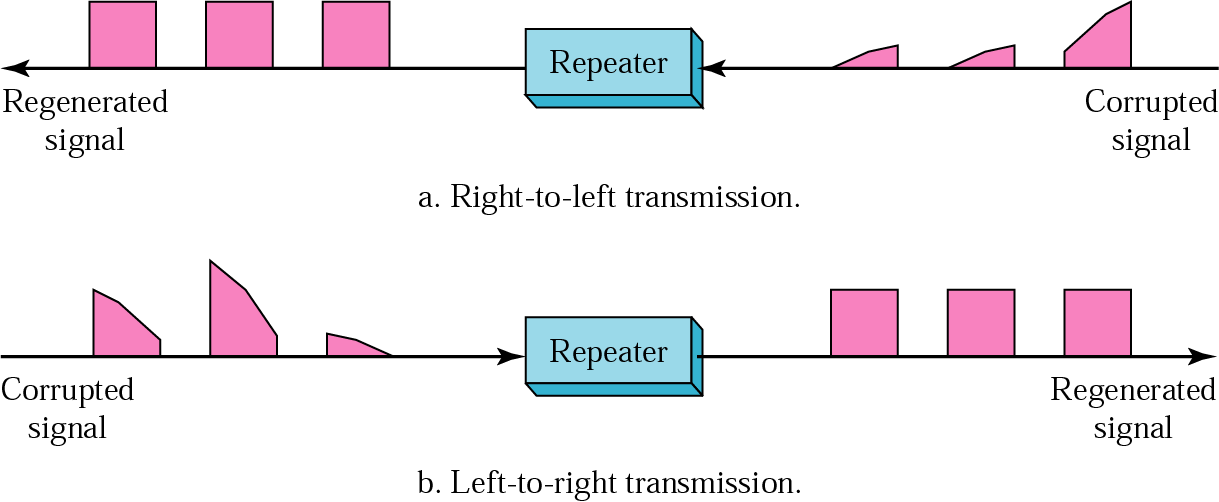 Repeater
Regenerated
signal
Corrupted
signal
a. Right-to-left transmission.
Repeater
Corrupted
signal
Regenerated
signal
b. Left-to-right transmission.